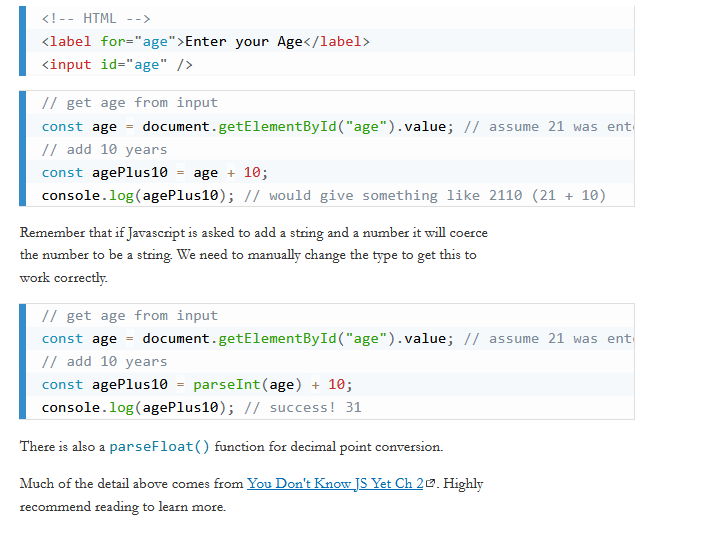 <!-- HTML -->
<label for="age">Enter your Age</label>
<input id="age" />
// get age from input
const age = document.getElementById("age").value; // assume 21 was ent
// add 10 years
const agePlus10 = age + 10;
console.log(agePlus10); // would give something like 2110 (21 + 10)
Remember that if Javascript is asked to add a string and a number it will coerce
the number to be a string. We need to manually change the type to get this to
work correctly.
// get age from input
const age = document.getElementById("age").value; // assume 21 was ent
// add 10 years
const agePlus10 = parseInt(age) + 10;
console.log(agePlus10); // success! 31
There is also a parseFloat() function for decimal point conversion.
Much of the detail above comes from You Don't Know JS Yet Ch 2. Highly
recommend reading to learn more.